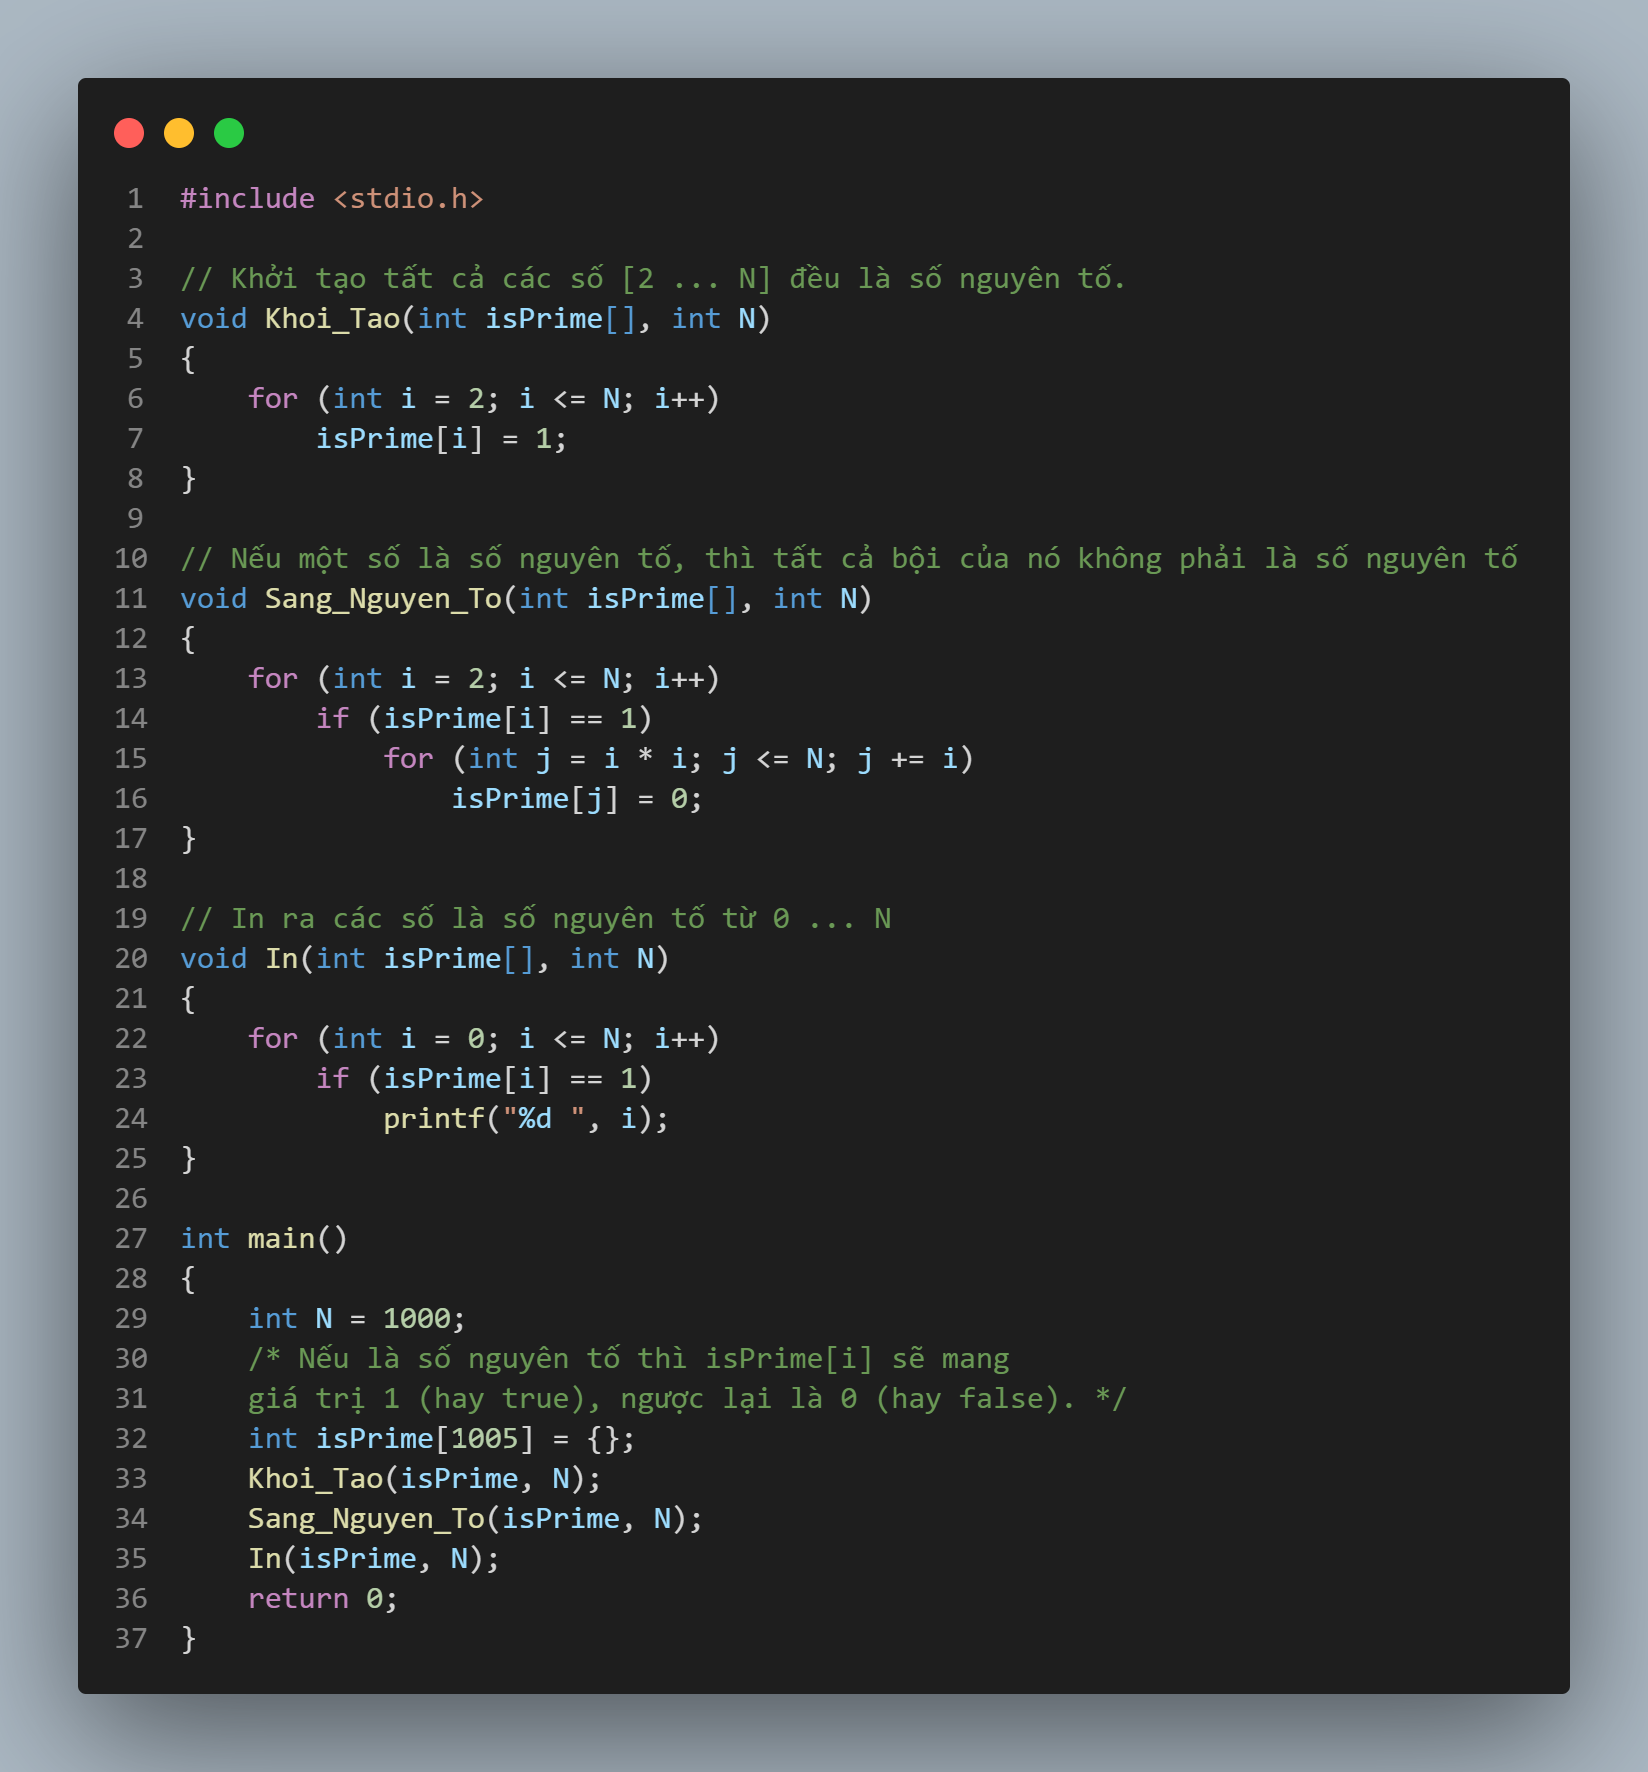 1 #include <stdio.h>
2
3 // Khởi tạo tất cả các số [2 ... N] đều là số nguyên tố.
4 void Khoi_Tao(int isPrime[], int N)
5 {
6     for (int i = 2; i <= N; i++)
7         isPrime[i] = 1;
8 }
9
10 // Nếu một số là số nguyên tố, thì tất cả bội của nó không phải là số nguyên tố
11 void Sang_Nguyen_To(int isPrime[], int N)
12 {
13     for (int i = 2; i <= N; i++)
14         if (isPrime[i] == 1)
15             for (int j = i * i; j <= N; j += i)
16                 isPrime[j] = 0;
17 }
18
19 // In ra các số là số nguyên tố từ 0 ... N
20 void In(int isPrime[], int N)
21 {
22     for (int i = 0; i <= N; i++)
23         if (isPrime[i] == 1)
24             printf("%d ", i);
25 }
26
27 int main()
28 {
29     int N = 1000;
30     /* Nếu là số nguyên tố thì isPrime[i] sẽ mang
31     giá trị 1 (hay true), ngược lại là 0 (hay false). */
32     int isPrime[1005] = {};
33     Khoi_Tao(isPrime, N);
34     Sang_Nguyen_To(isPrime, N);
35     In(isPrime, N);
36     return 0;
37 }